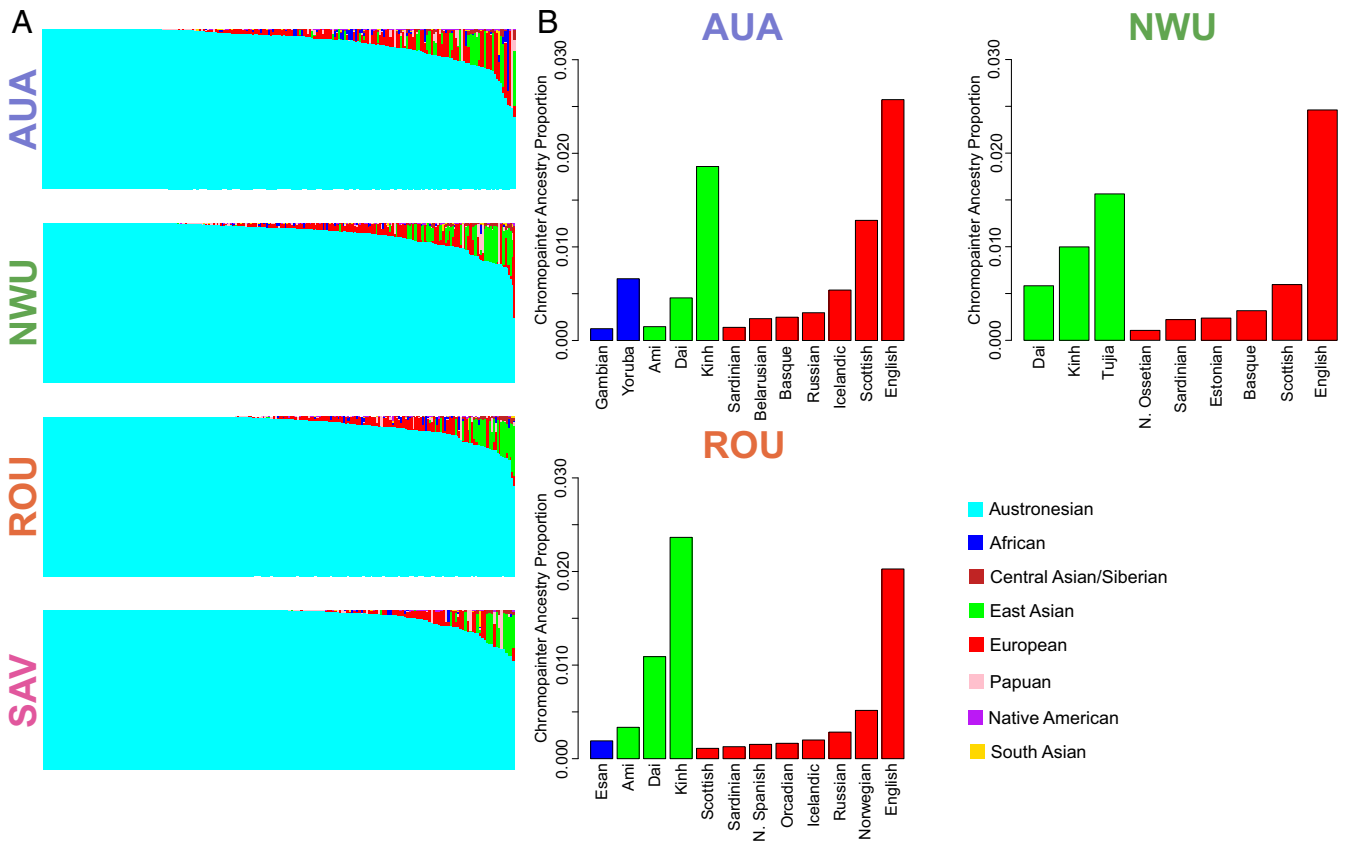 A
AUA
NWU
ROU
SAV
B
AUA
Chromopainter Ancestry Proportion
0.030
0.020
0.010
0.000
Gambian
Yoruba
Ami
Dai
Kinh
Sardinian
Belarusian
Basque
Russian
Icelandic
Scottish
English
NWU
Chromopainter Ancestry Proportion
0.030
0.020
0.010
0.000
Dai
Kinh
Tujia
N. Ossetian
Sardinian
Estonian
Basque
Scottish
English
ROU
Chromopainter Ancestry Proportion
0.030
0.020
0.010
0.000
Esan
Ami
Dai
Kinh
Scottish
Sardinian
N. Spanish
Orcadian
Icelandic
Russian
Norwegian
English
Austronesian
African
Central Asian/Siberian
East Asian
European
Papuan
Native American
South Asian